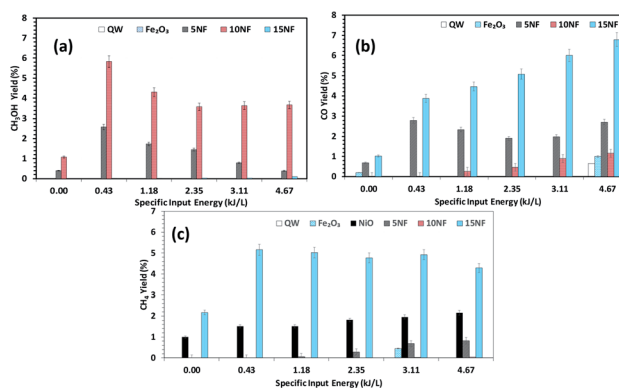 QW Fe₂O₃ 5NF 10NF 15NF
(a)
CH₃OH Yield (%)
7
6
5
4
3
2
1
0
0.00 0.43 1.18 2.35 3.11 4.67
Specific Input Energy (kJ/L)
QW Fe₂O₃ 5NF 10NF 15NF
(b)
CO Yield (%)
8
7
6
5
4
3
2
1
0
0.00 0.43 1.18 2.35 3.11 4.67
Specific Input Energy (kJ/L)
QW Fe₂O₃ NiO 5NF 10NF 15NF
(c)
CH₄ Yield (%)
7
6
5
4
3
2
1
0
0.00 0.43 1.18 2.35 3.11 4.67
Specific Input Energy (kJ/L)